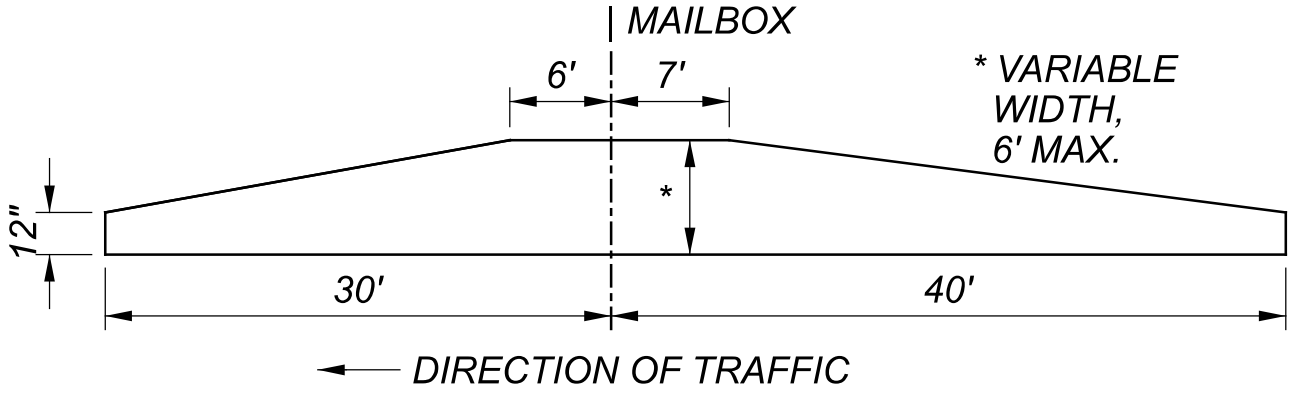 MAILBOX
6' 7'
* VARIABLE
WIDTH,
6' MAX.
*
12"
30' 40'
DIRECTION OF TRAFFIC